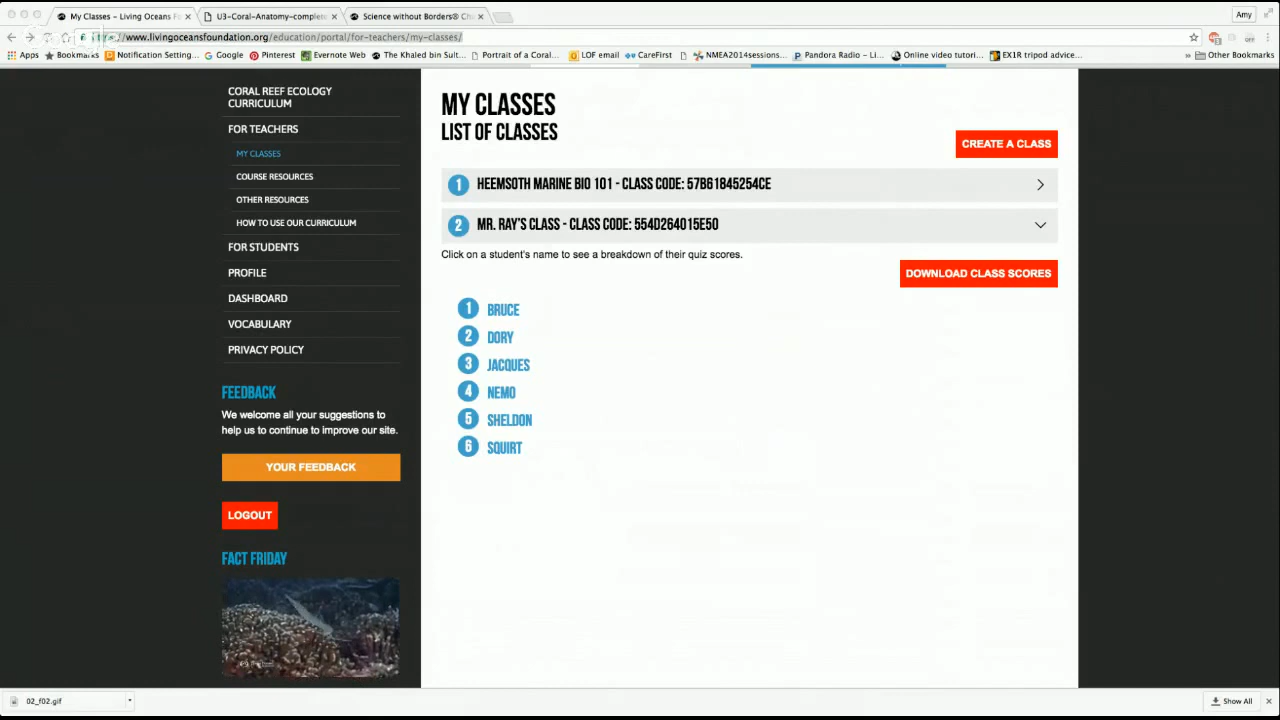 My Classes – Living Oceans F
U3-Coral-Anatomy-complet
Science without Borders® Ch
Amy
https://www.livingoceansfoundation.org/education/portal/for-teachers/my-classes/
Apps Bookmarks Notification Setting... Google Pinterest Evernote Web The Khaled bin Sult... Portrait of a Coral... LOF email CareFirst NMEA2014sessions... Pandora Radio – Li... Online video tutori... EX1R tripod advice... » Other Bookmarks
CORAL REEF ECOLOGY
CURRICULUM
FOR TEACHERS
MY CLASSES
COURSE RESOURCES
OTHER RESOURCES
HOW TO USE OUR CURRICULUM
FOR STUDENTS
PROFILE
DASHBOARD
VOCABULARY
PRIVACY POLICY
FEEDBACK
We welcome all your suggestions to
help us to continue to improve our site.
YOUR FEEDBACK
LOGOUT
FACT FRIDAY
MY CLASSES
LIST OF CLASSES
CREATE A CLASS
1 HEEMSOTH MARINE BIO 101 - CLASS CODE: 57B61845254CE
2 MR. RAY'S CLASS - CLASS CODE: 554D264015E50
Click on a student's name to see a breakdown of their quiz scores.
DOWNLOAD CLASS SCORES
1 BRUCE
2 DORY
3 JACQUES
4 NEMO
5 SHELDON
6 SQUIRT
02_f02.gif
Show All